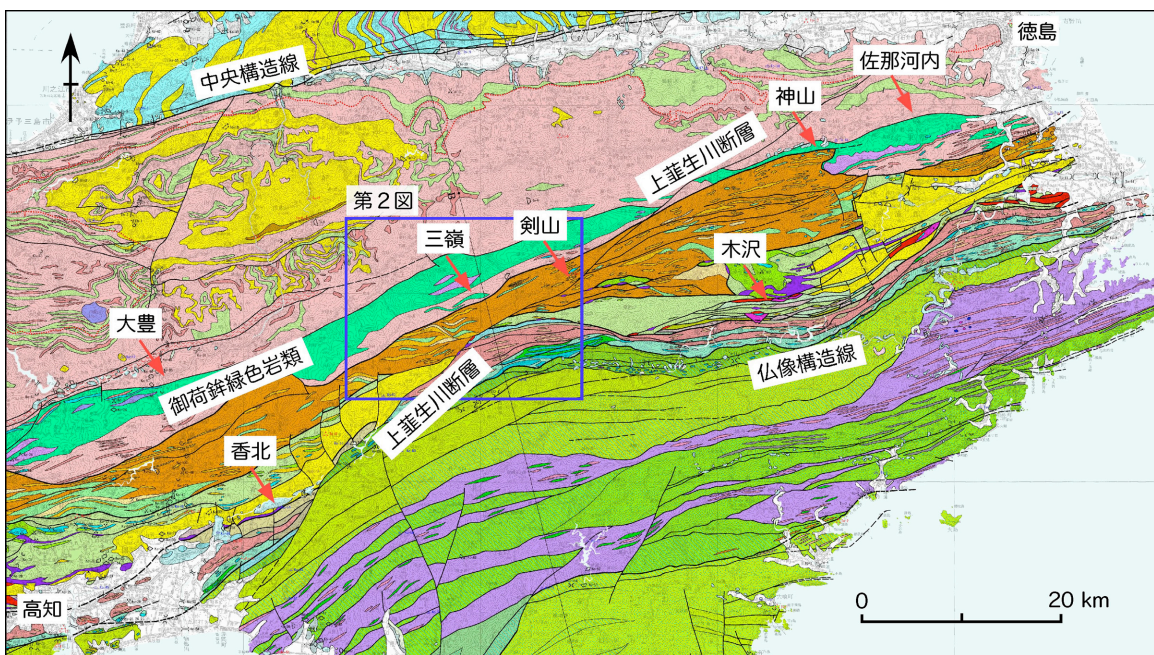 徳島
佐那河内
中央構造線
神山
上韮生川断層
第２図
剣山
三嶺
木沢
大豊
仏像構造線
御荷鉾緑色岩類
上韮生川断層
香北
高知
0 20 km